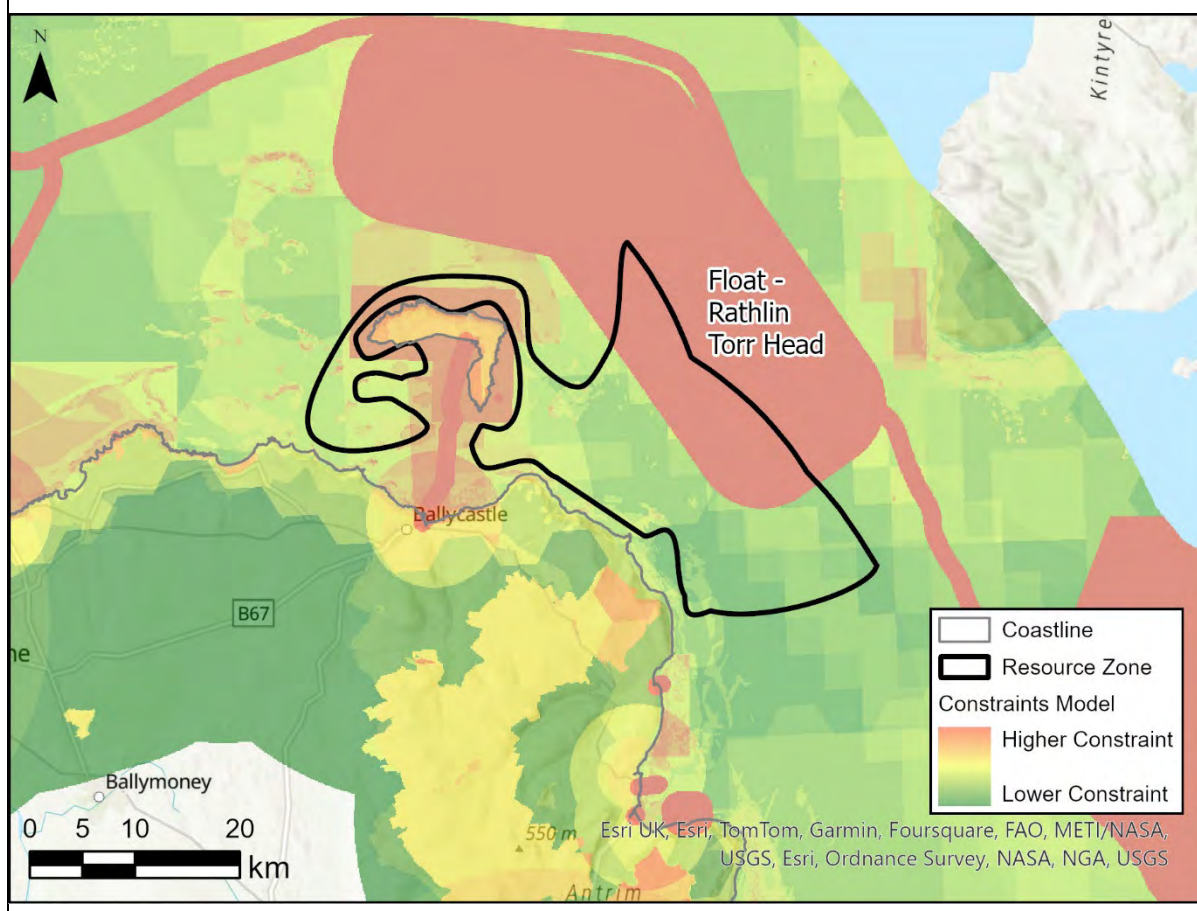 N
Kintyre
Float -
Rathlin
Torr Head
Ballycastle
B67
ne
Ballymoney
550 m
Antrim
0 5 10 20
km
Coastline
Resource Zone
Constraints Model
Higher Constraint
Lower Constraint
Esri UK, Esri, TomTom, Garmin, Foursquare, FAO, METI/NASA,
USGS, Esri, Ordnance Survey, NASA, NGA, USGS